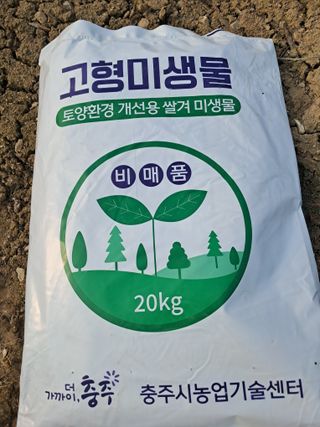 고형미생물
토양환경 개선용 쌀겨 미생물
비매품
20kg
더
가까이, 충주
충주시농업기술센터